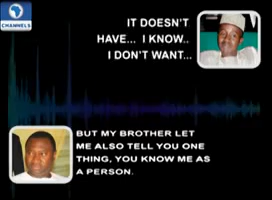 CHANNELS
IT DOESN'T
HAVE... I KNOW..
I DON'T WANT...
BUT MY BROTHER LET
ME ALSO TELL YOU ONE
THING, YOU KNOW ME AS
A PERSON.